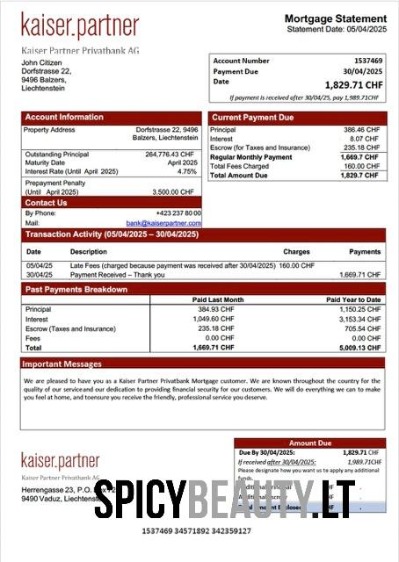 kaiser.partner
Kaiser Partner Privatbank AG
Mortgage Statement
Statement Date: 05/04/2025
John Citizen
Dorfstrasse 22,
9496 Balzers,
Liechtenstein
Account Number 1537469
Payment Due 30/04/2025
Date 1,829.71 CHF
If payment is received after 30/04/25, pay 1,989.71CHF
Account Information
Property Address Dorfstrasse 22, 9496
Balzers, Liechtenstein
Outstanding Principal 264,776.43 CHF
Maturity Date April 2025
Interest Rate (Until April 2025) 4.75%
Prepayment Penalty
(Until April 2025) 3,500.00 CHF
Contact Us
By Phone: +423 237 80 00
Mail: bank@kaiserpartner.com
Current Payment Due
Principal 386.46 CHF
Interest 8.07 CHF
Escrow (for Taxes and Insurance) 235.18 CHF
Regular Monthly Payment 1,669.7 CHF
Total Fees Charged 160.00 CHF
Total Amount Due 1,829.7 CHF
Transaction Activity (05/04/2025 – 30/04/2025)
Date Description Charges Payments
05/04/25 Late Fees (charged because payment was received after 30/04/2025) 160.00 CHF
30/04/25 Payment Received – Thank you 1,669.71 CHF
Past Payments Breakdown
Paid Last Month Paid Year to Date
Principal 384.93 CHF 1,150.25 CHF
Interest 1,049.60 CHF 3,153.34 CHF
Escrow (Taxes and Insurance) 235.18 CHF 705.54 CHF
Fees 0.00 CHF 0.00 CHF
Total 1,669.71 CHF 5,009.13 CHF
Important Messages
We are pleased to have you as a Kaiser Partner Privatbank Mortgage customer. We are known throughout the country for the
quality of service and our dedication to providing financial security for our customers. We will do everything we can to make
you feel at home, and to ensure you receive the friendly, professional service you deserve.
kaiser.partner
Kaiser Partner Privatbank AG
Herrengasse 23, P.O.
9490 Vaduz, Liechtenstein
Amount Due
Due By 30/04/2025: 1,829.71 CHF
If received after 30/04/25: 1,989.71CHF
Please designate how you want us to apply any additional
funds.
SPICYBEAUTY.LT
1537469 34571892 342359127